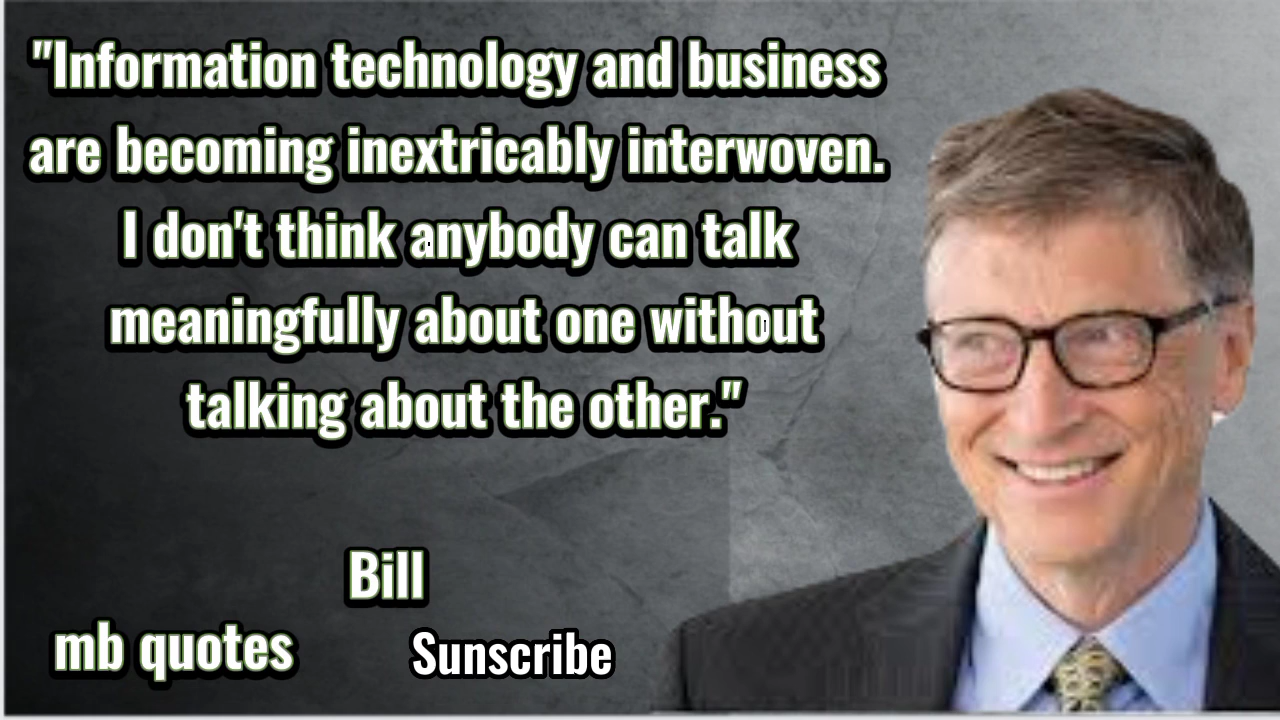 "Information technology and business
are becoming inextricably interwoven.
I don't think anybody can talk
meaningfully about one without
talking about the other."
Bill
mb quotes
Sunscribe